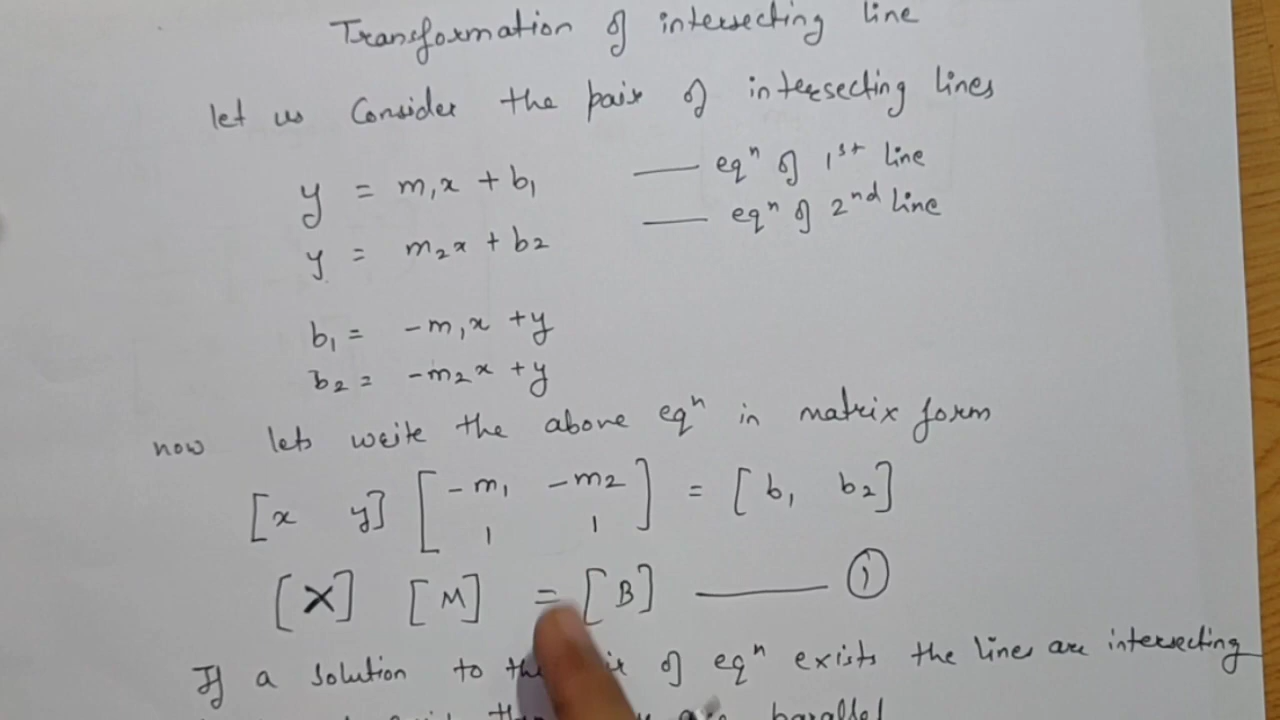 Transformation of intersecting line
let us Consider the pair of intersecting lines
y = m₁x + b₁ —— eqⁿ of 1st line
y = m₂x + b₂ —— eqⁿ of 2nd line
b₁ = -m₁x + y
b₂ = -m₂x + y
now lets write the above eqⁿ in matrix form
[x y] [-m₁ -m₂] = [b₁ b₂]
1 1
[X] [M] = [B] —— ①
If a solution to of eqⁿ exists the lines are intersecting
parallel